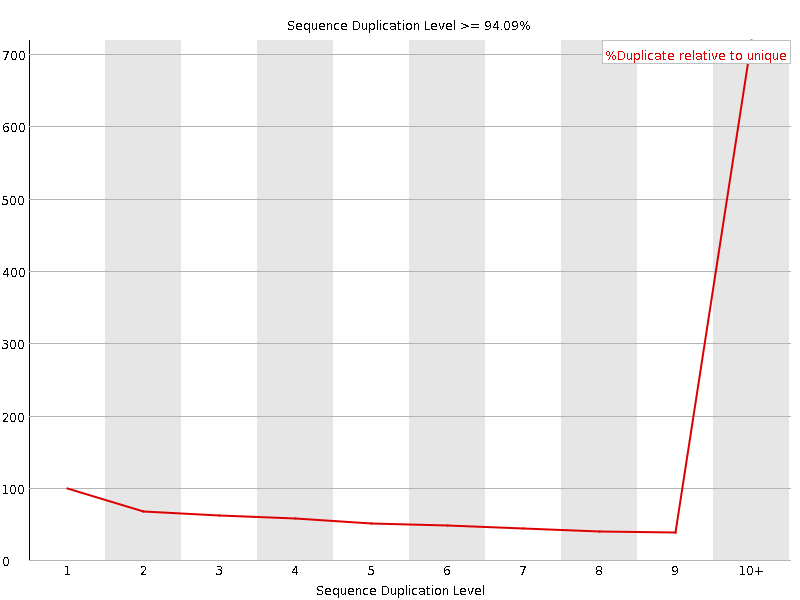 Sequence Duplication Level >= 94.09%
%Duplicate relative to unique
700
600
500
400
300
200
100
0
1 2 3 4 5 6 7 8 9 10+
Sequence Duplication Level